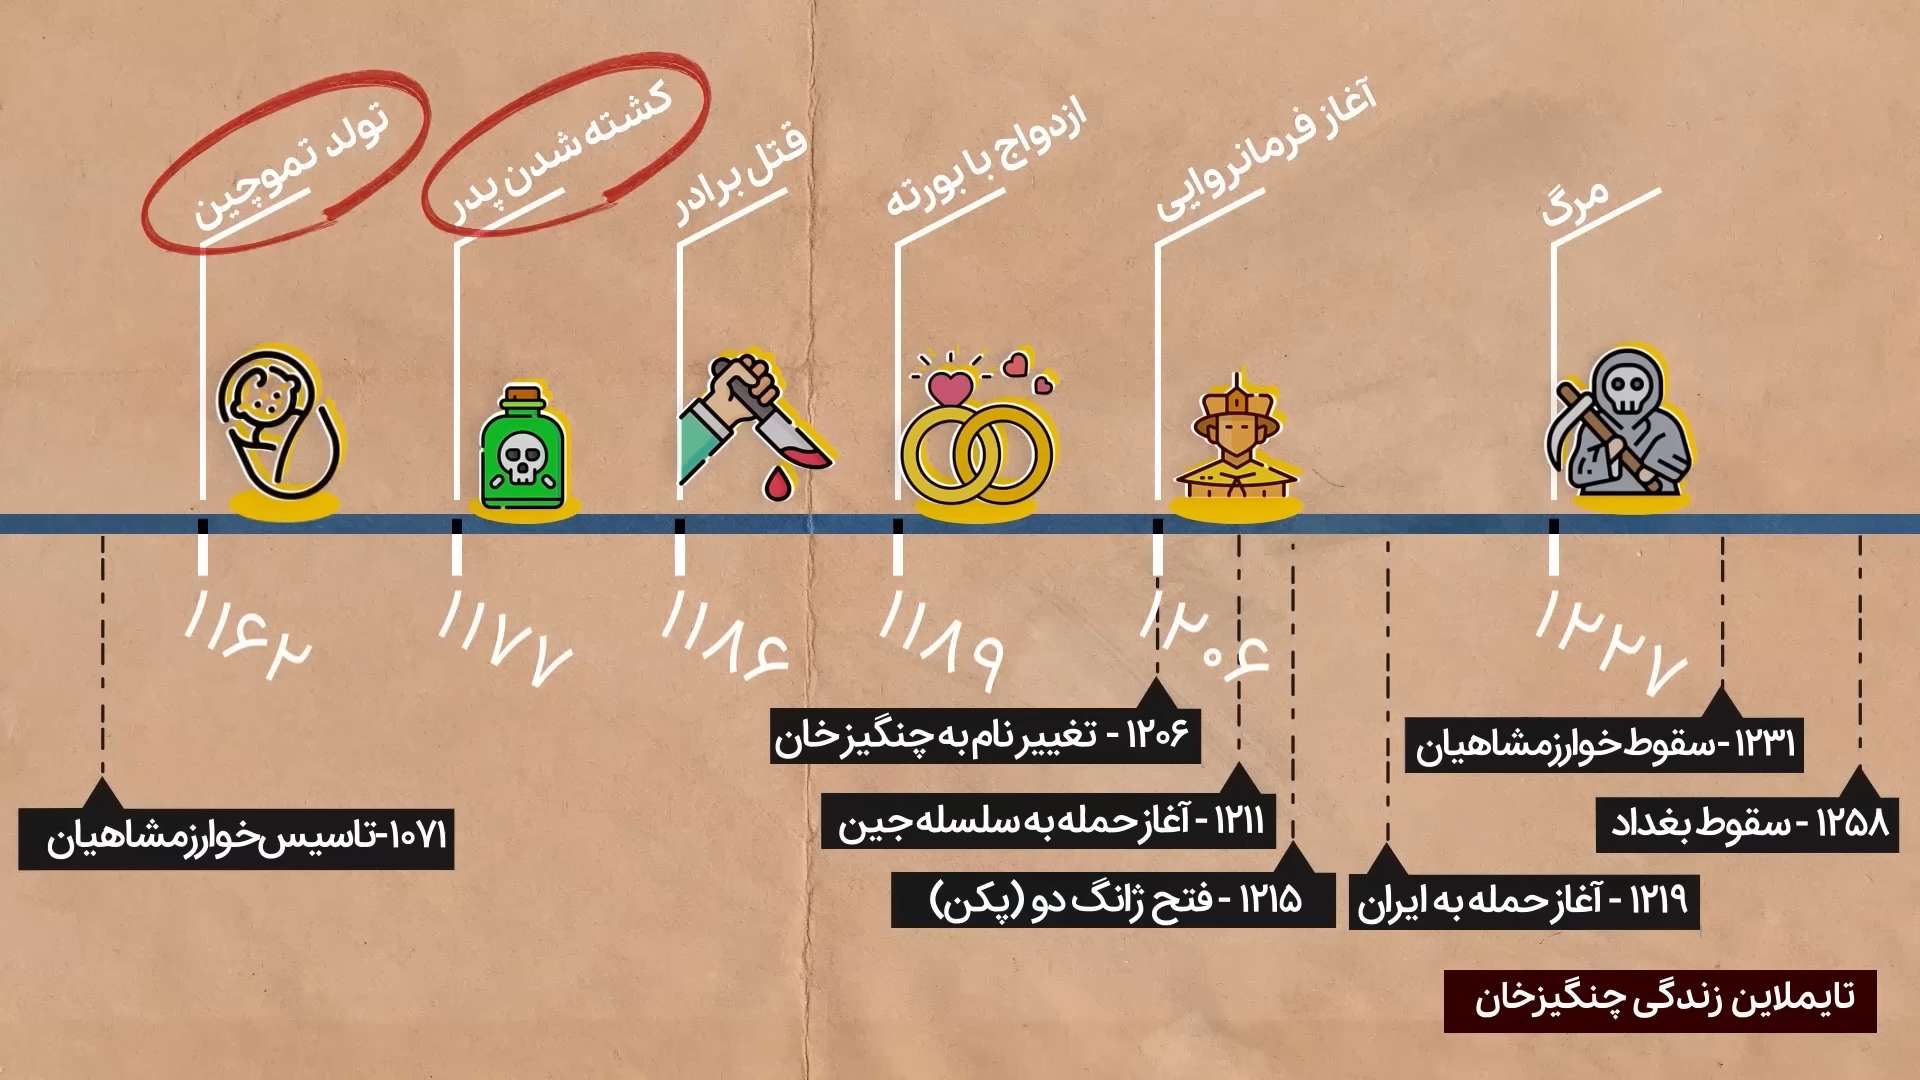 تولد تموچین
کشته شدن پدر
قتل برادر
ازدواج با بورته
آغاز فرمانروایی
مرگ
۱۱۶۲
۱۱۷۷
۱۱۸۶
۱۱۸۹
۱۲۰۶
۱۲۲۷
۱۰۷۱-تاسیس خوارزمشاهیان
۱۲۰۶ - تغییر نام به چنگیزخان
۱۲۱۱ - آغاز حمله به سلسله جین
۱۲۱۵ - فتح ژانگ دو (پکن)
۱۲۱۹ - آغاز حمله به ایران
۱۲۳۱ -سقوط خوارزمشاهیان
۱۲۵۸ - سقوط بغداد
تایملاین زندگی چنگیزخان